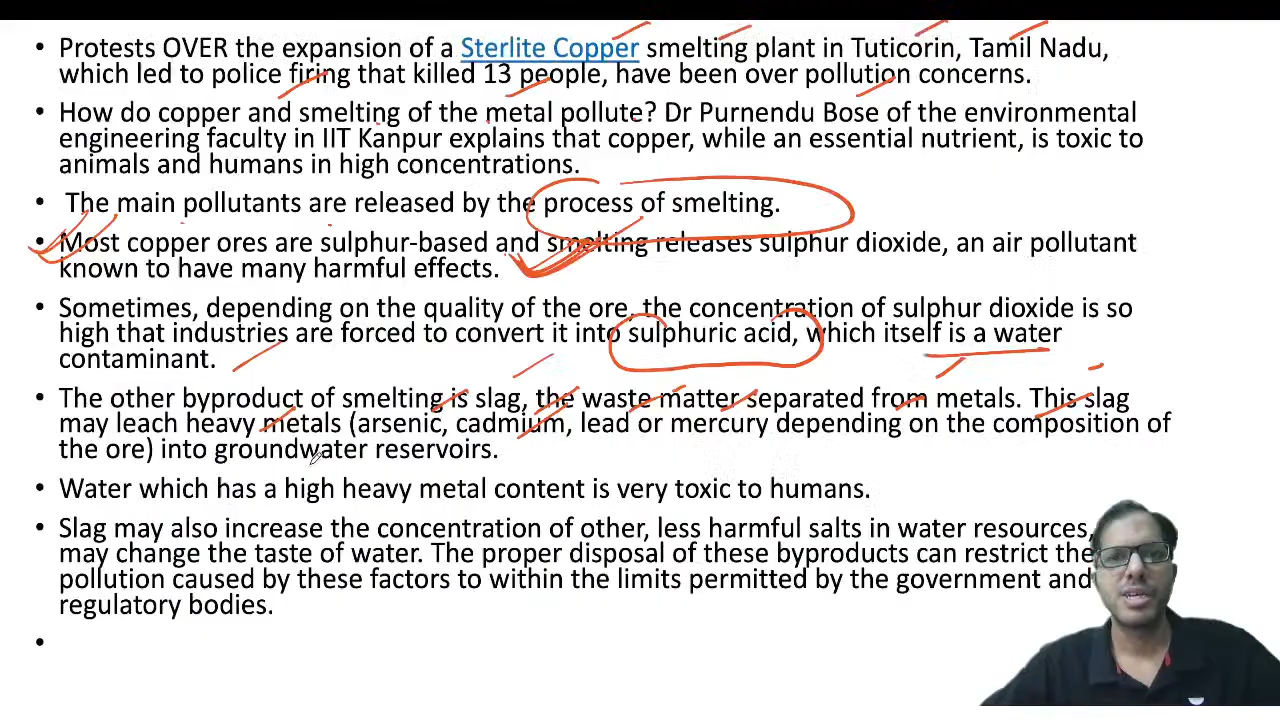 • Protests OVER the expansion of a Sterlite Copper smelting plant in Tuticorin, Tamil Nadu,
which led to police firing that killed 13 people, have been over pollution concerns.
• How do copper and smelting of the metal pollute? Dr Purnendu Bose of the environmental
engineering faculty in IIT Kanpur explains that copper, while an essential nutrient, is toxic to
animals and humans in high concentrations.
• The main pollutants are released by the process of smelting.
• Most copper ores are sulphur-based and smelting releases sulphur dioxide, an air pollutant
known to have many harmful effects.
• Sometimes, depending on the quality of the ore, the concentration of sulphur dioxide is so
high that industries are forced to convert it into sulphuric acid, which itself is a water
contaminant.
• The other byproduct of smelting is slag, the waste matter separated from metals. This slag
may leach heavy metals (arsenic, cadmium, lead or mercury depending on the composition of
the ore) into groundwater reservoirs.
• Water which has a high heavy metal content is very toxic to humans.
• Slag may also increase the concentration of other, less harmful salts in water resources,
may change the taste of water. The proper disposal of these byproducts can restrict the
pollution caused by these factors to within the limits permitted by the government and
regulatory bodies.
•